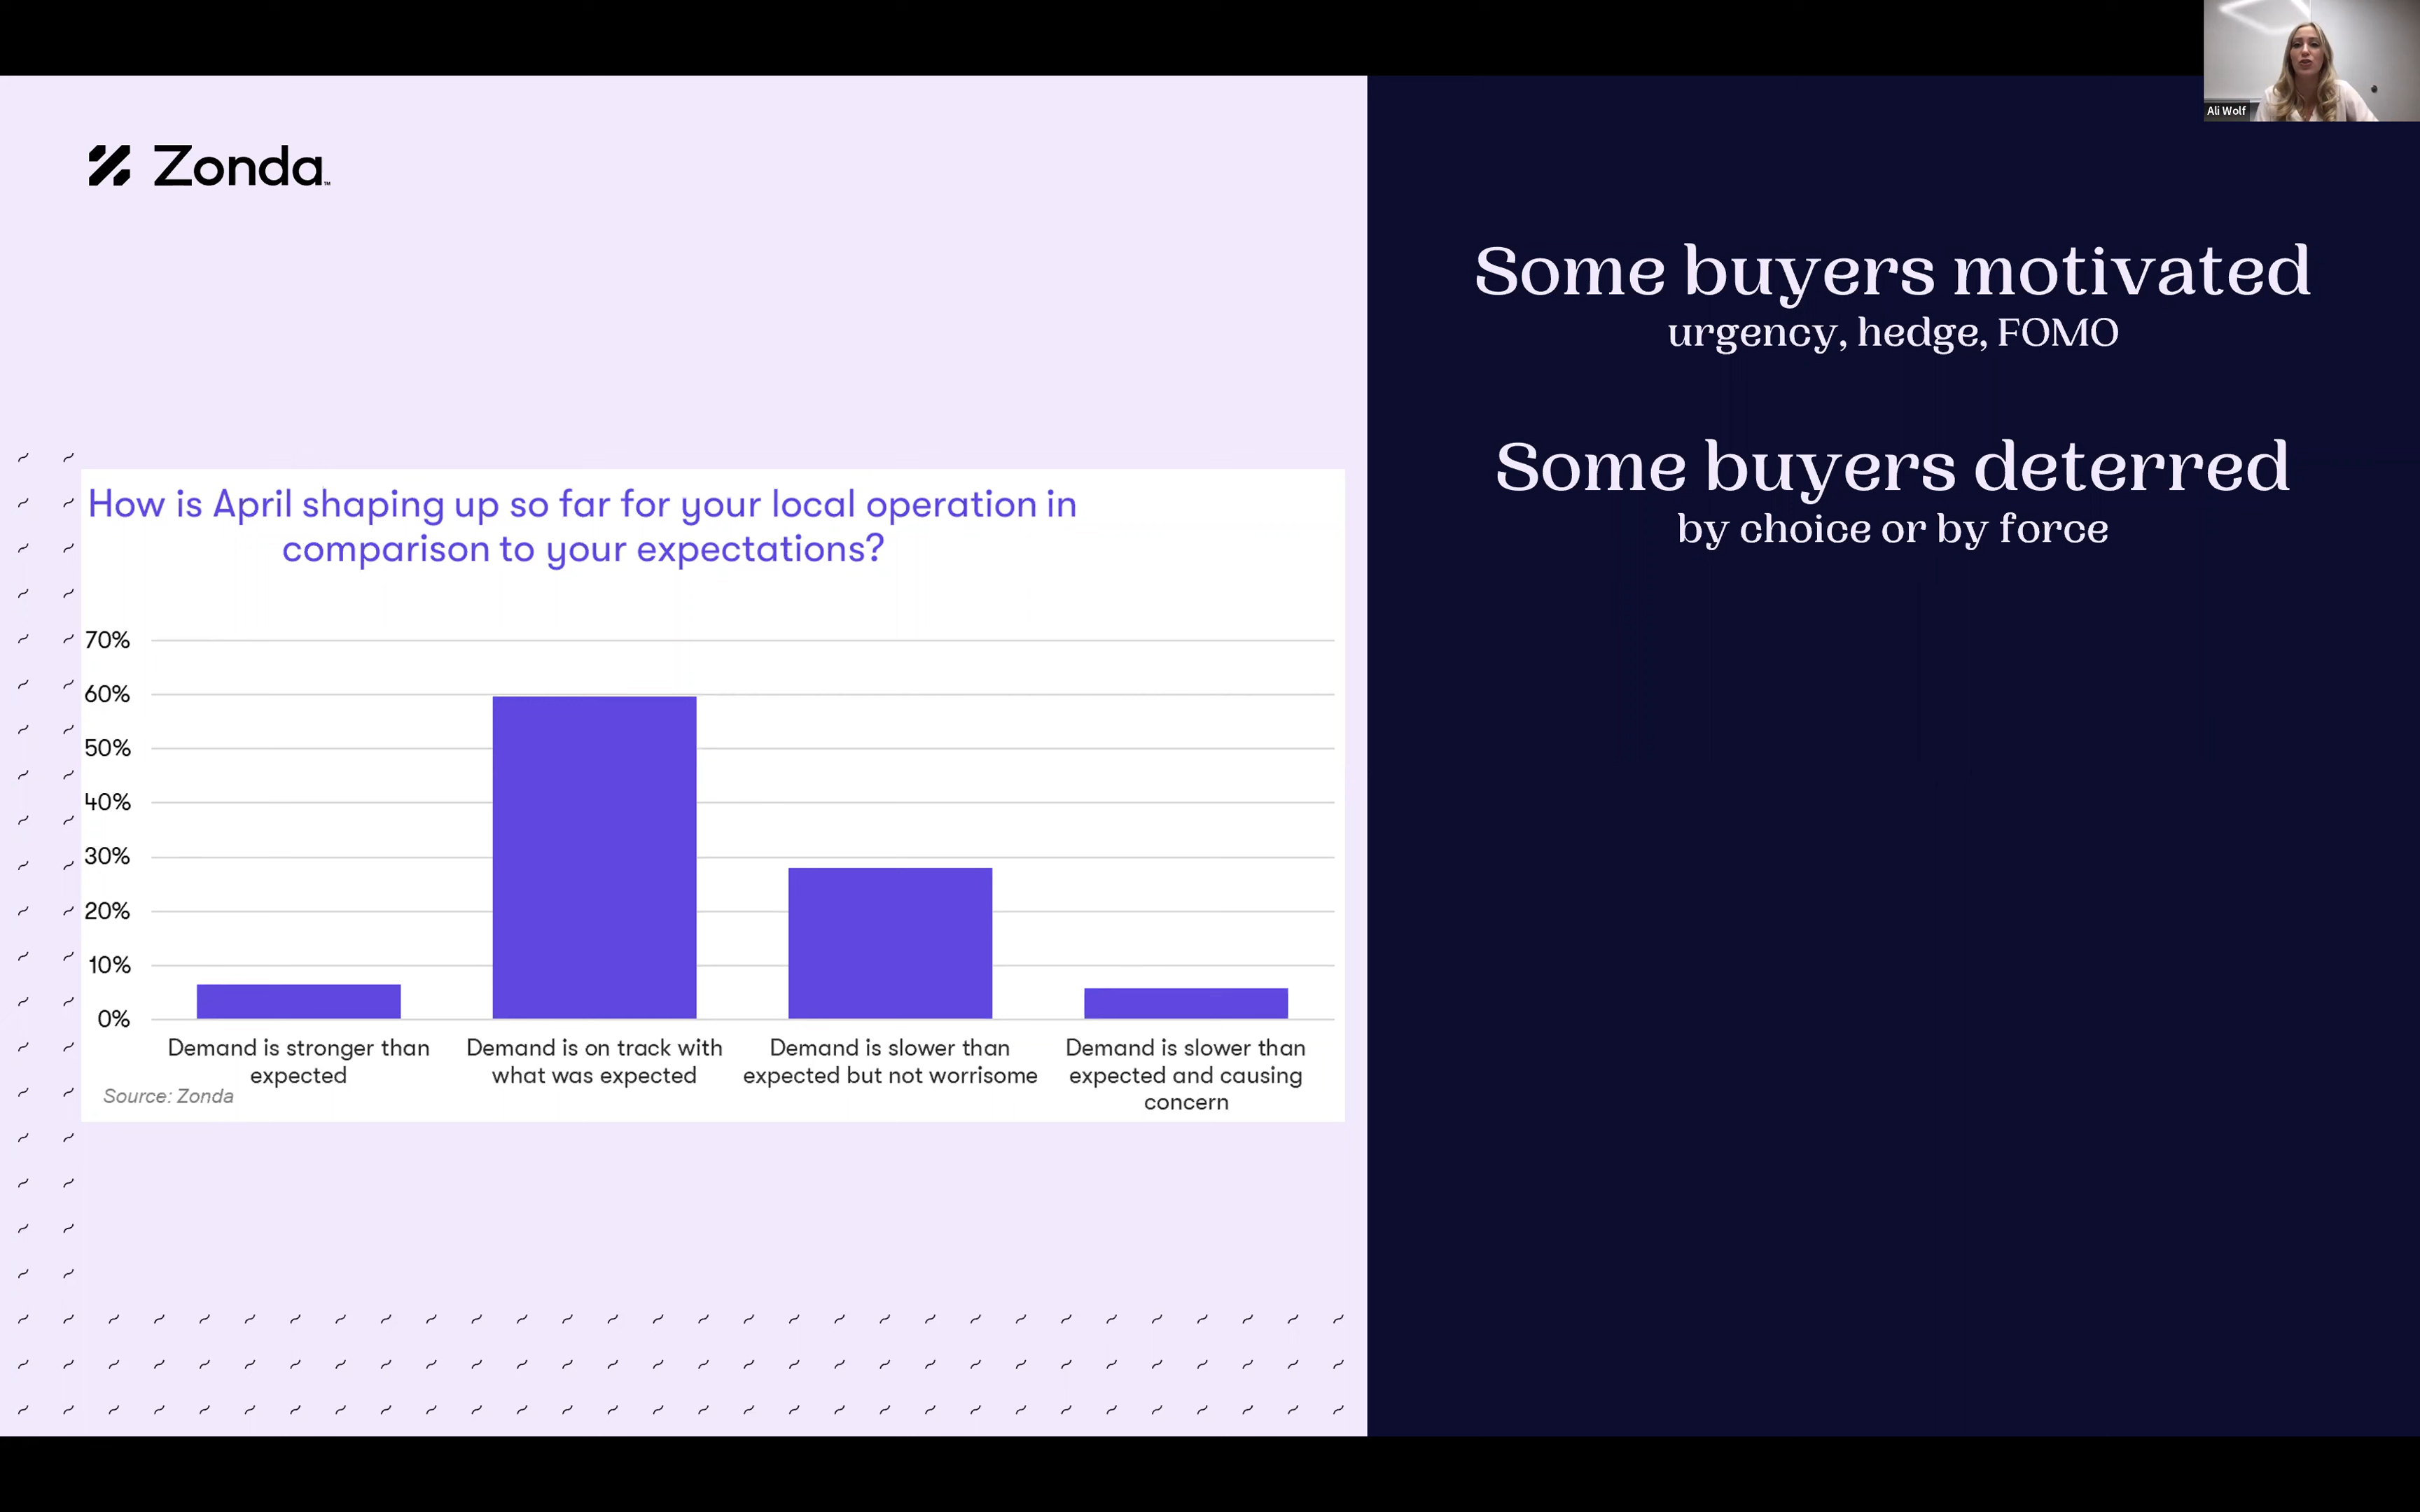 Zonda™
Ali Wolf
Some buyers motivated
urgency, hedge, FOMO
Some buyers deterred
by choice or by force
How is April shaping up so far for your local operation in
comparison to your expectations?
70%
60%
50%
40%
30%
20%
10%
0%
Demand is stronger than
expected
Demand is on track with
what was expected
Demand is slower than
expected but not worrisome
Demand is slower than
expected and causing
concern
Source: Zonda